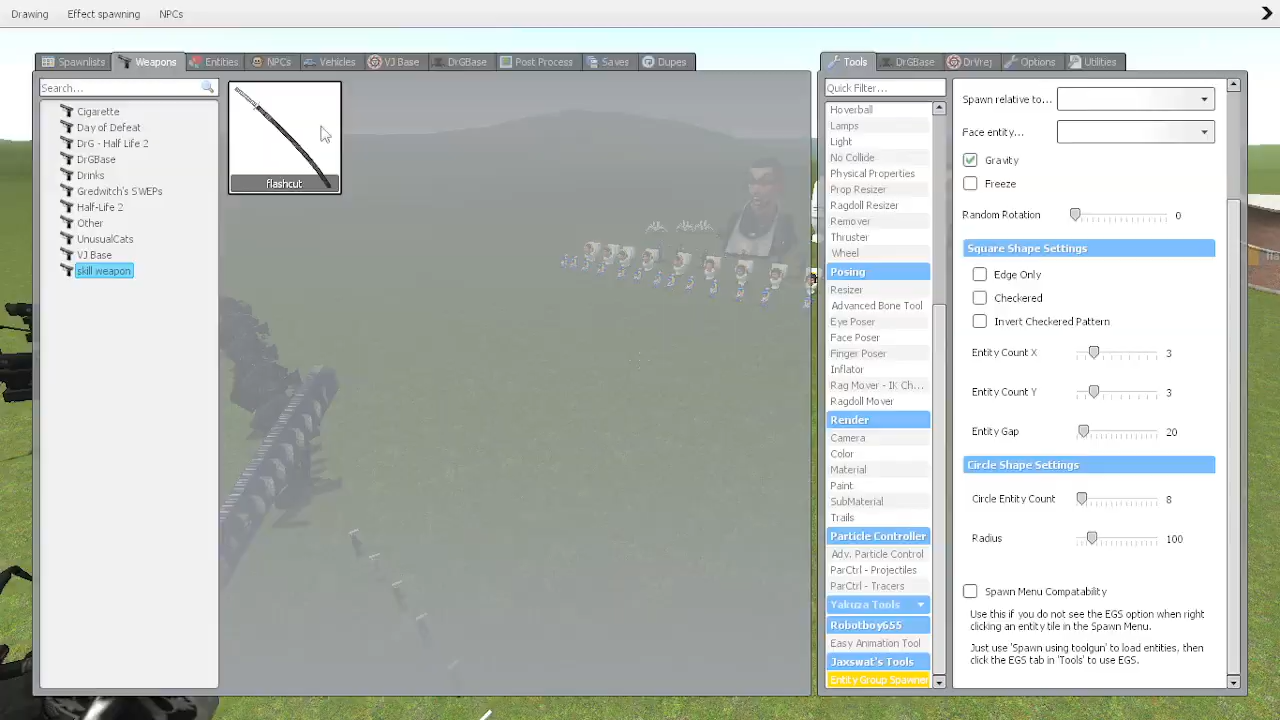 Drawing Effect spawning NPCs
Spawnlists Weapons Entities NPCs Vehicles VJ Base DrGBase Post Process Saves Dupes
Search...
Cigarette
Day of Defeat
DrG - Half Life 2
DrGBase
Drinks
Gredwitch's SWEPs
Half-Life 2
Other
UnusualCats
VJ Base
skill weapon
flashcut
Tools DrGBase DrVrej Options Utilities
Quick Filter...
Hoverball
Lamps
Light
No Collide
Physical Properties
Prop Resizer
Ragdoll Resizer
Remover
Thruster
Wheel
Posing
Resizer
Advanced Bone Tool
Eye Poser
Face Poser
Finger Poser
Inflator
Rag Mover - IK Ch...
Ragdoll Mover
Render
Camera
Color
Material
Paint
SubMaterial
Trails
Particle Controller
Adv. Particle Control
ParCtrl - Projectiles
ParCtrl - Tracers
Yakuza Tools
Robotboy655
Easy Animation Tool
Jaxswat's Tools
Entity Group Spawner
Spawn relative to...
Face entity...
Gravity
Freeze
Random Rotation 0
Square Shape Settings
Edge Only
Checkered
Invert Checkered Pattern
Entity Count X 3
Entity Count Y 3
Entity Gap 20
Circle Shape Settings
Circle Entity Count 8
Radius 100
Spawn Menu Compatability
Use this if you do not see the EGS option when right
clicking an entity tile in the Spawn Menu.
Just use 'Spawn using toolgun' to load entities, then
click the EGS tab in 'Tools' to use EGS.